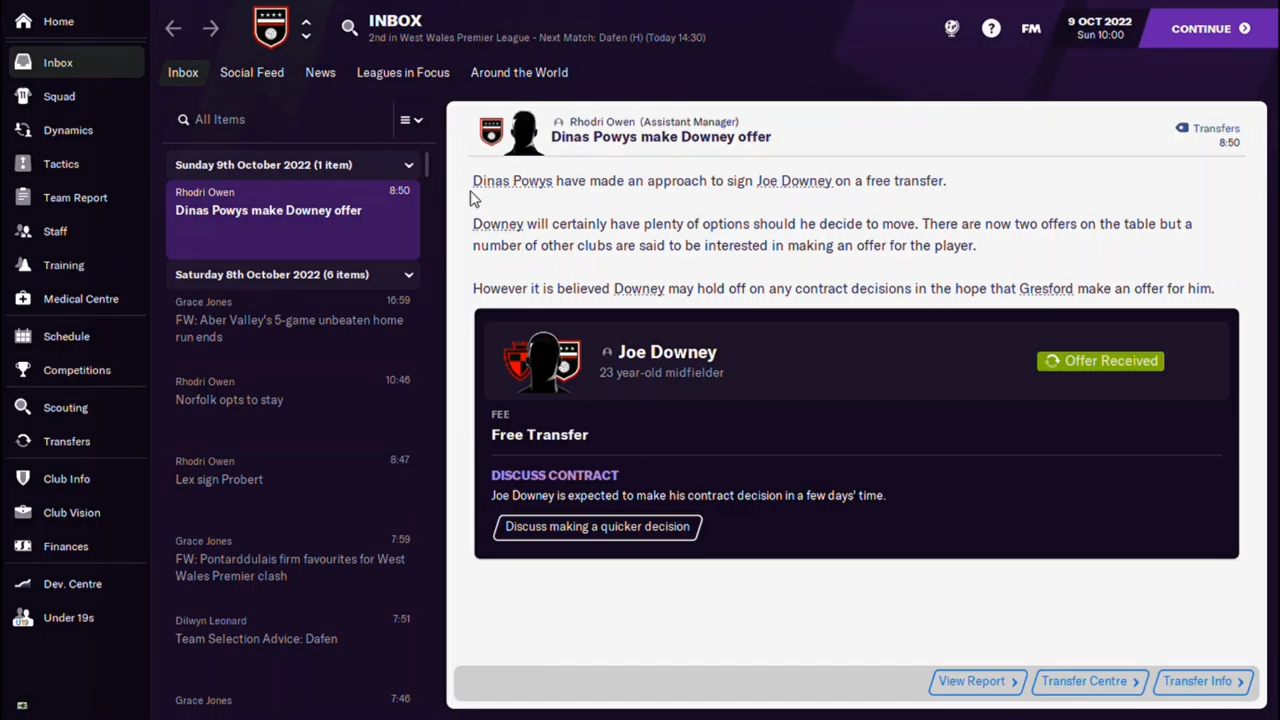 Home
Inbox
Squad
Dynamics
Tactics
Team Report
Staff
Training
Medical Centre
Schedule
Competitions
Scouting
Transfers
Club Info
Club Vision
Finances
Dev. Centre
Under 19s
INBOX
2nd in West Wales Premier League - Next Match: Dafen (H) (Today 14:30)
?
FM
9 OCT 2022
Sun 10:00
CONTINUE
Inbox
Social Feed
News
Leagues in Focus
Around the World
All Items
Sunday 9th October 2022 (1 item)
Rhodri Owen
8:50
Dinas Powys make Downey offer
Saturday 8th October 2022 (6 items)
Grace Jones
16:59
FW: Aber Valley's 5-game unbeaten home
run ends
Rhodri Owen
10:46
Norfolk opts to stay
Rhodri Owen
8:47
Lex sign Probert
Grace Jones
7:59
FW: Pontarddulais firm favourites for West
Wales Premier clash
Dilwyn Leonard
7:51
Team Selection Advice: Dafen
Grace Jones
7:46
Rhodri Owen (Assistant Manager)
Dinas Powys make Downey offer
Transfers
8:50
Dinas Powys have made an approach to sign Joe Downey on a free transfer.
Downey will certainly have plenty of options should he decide to move. There are now two offers on the table but a
number of other clubs are said to be interested in making an offer for the player.
However it is believed Downey may hold off on any contract decisions in the hope that Gresford make an offer for him.
Joe Downey
23 year-old midfielder
Offer Received
FEE
Free Transfer
DISCUSS CONTRACT
Joe Downey is expected to make his contract decision in a few days' time.
Discuss making a quicker decision
View Report
Transfer Centre
Transfer Info